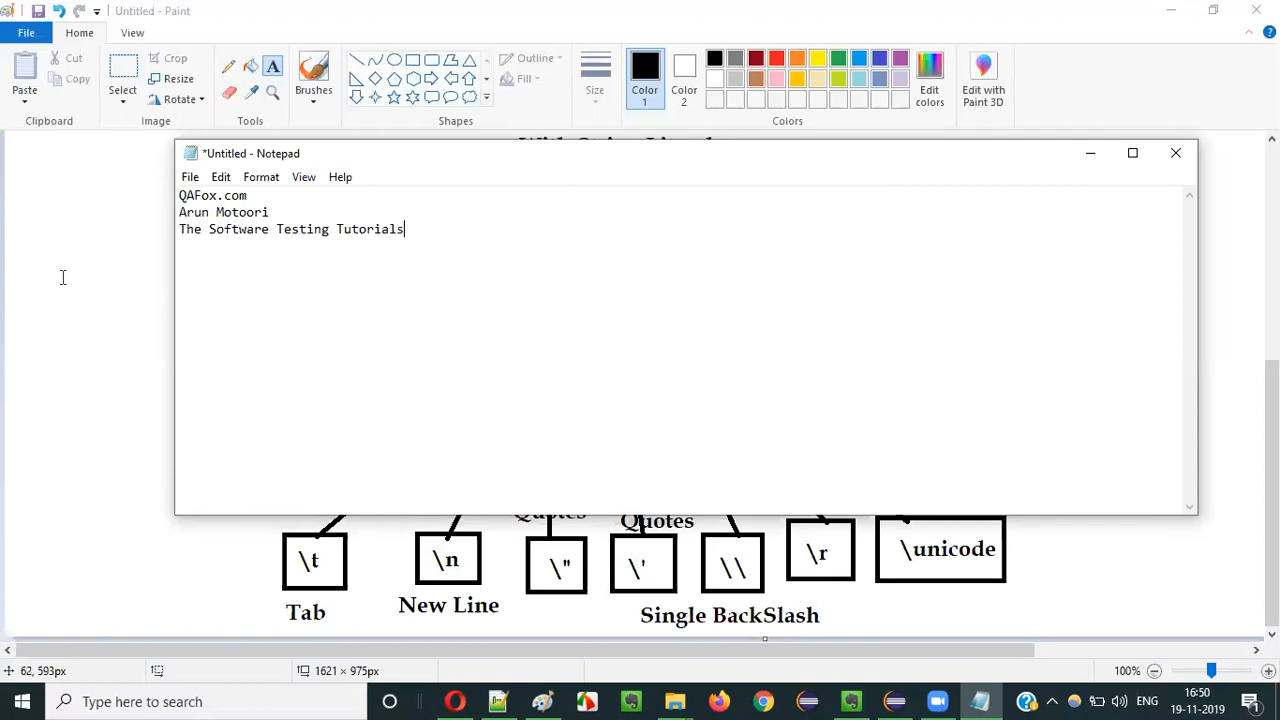 Untitled - Paint
File
Home
View
Paste
Cut
Copy
Clipboard
Select
Crop
Resize
Rotate
Image
Tools
Brushes
Shapes
Outline
Fill
Size
Color 1
Color 2
Edit colors
Edit with Paint 3D
Colors
*Untitled - Notepad
File Edit Format View Help
QAFox.com
Arun Motoori
The Software Testing Tutorials
Quotes
Quotes
\t
\n
\"
\'
\\
\r
\unicode
Tab
New Line
Single BackSlash
62, 593px
1621 × 975px
100%
Type here to search
ENG
16:50
19-11-2019
1